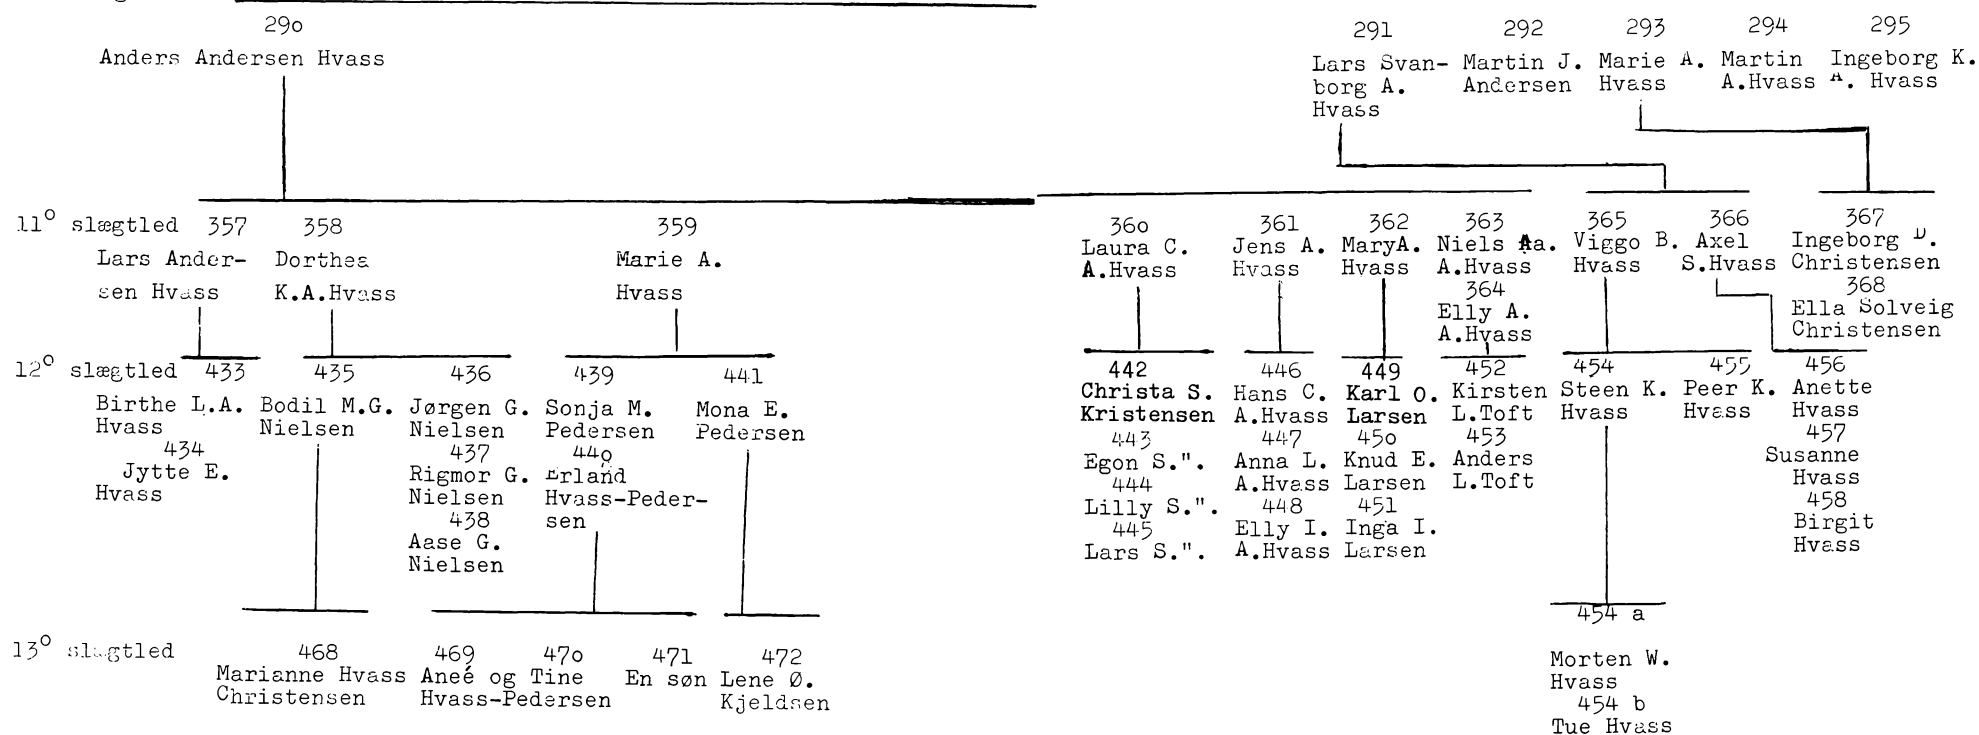 290
Anders Andersen Hvass
291 292 293 294 295
Lars Svan- Martin J. Marie A. Martin Ingeborg K.
borg A. Andersen Hvass A.Hvass A. Hvass
Hvass
11° slægtled 357 358 359 360 361 362 363 365 366 367
Lars Ander- Dorthea Marie A. Laura C. Jens A. MaryA. Niels Aa. Viggo B. Axel Ingeborg D.
sen Hvass K.A.Hvass Hvass A.Hvass Hvass Hvass A.Hvass Hvass S.Hvass Christensen
364 368
Elly A. Ella Solveig
A.Hvass Christensen
12° slægtled 433 435 436 439 441 442 446 449 452 454 455 456
Birthe L.A. Bodil M.G. Jørgen G. Sonja M. Mona E. Christa S. Hans C. Karl O. Kirsten Steen K. Peer K. Anette
Hvass Nielsen Nielsen Pedersen Pedersen Kristensen A.Hvass Larsen L.Toft Hvass Hvass Hvass
434 437 440 443 447 450 453 457
Jytte E. Rigmor G. Erland Egon S.". Anna L. Knud E. Anders Susanne
Hvass Nielsen Hvass-Peder- A.Hvass Larsen L.Toft Hvass
438 sen 444 448 451 458
Aase G. Lilly S.". Elly I. Inga I. Birgit
Nielsen A.Hvass Larsen Hvass
445
Lars S.".
454 a
13° slægtled 468 469 470 471 472
Marianne Hvass Aneé og Tine En søn Lene Ø. Morten W.
Christensen Hvass-Pedersen Kjeldsen Hvass
454 b
Tue Hvass